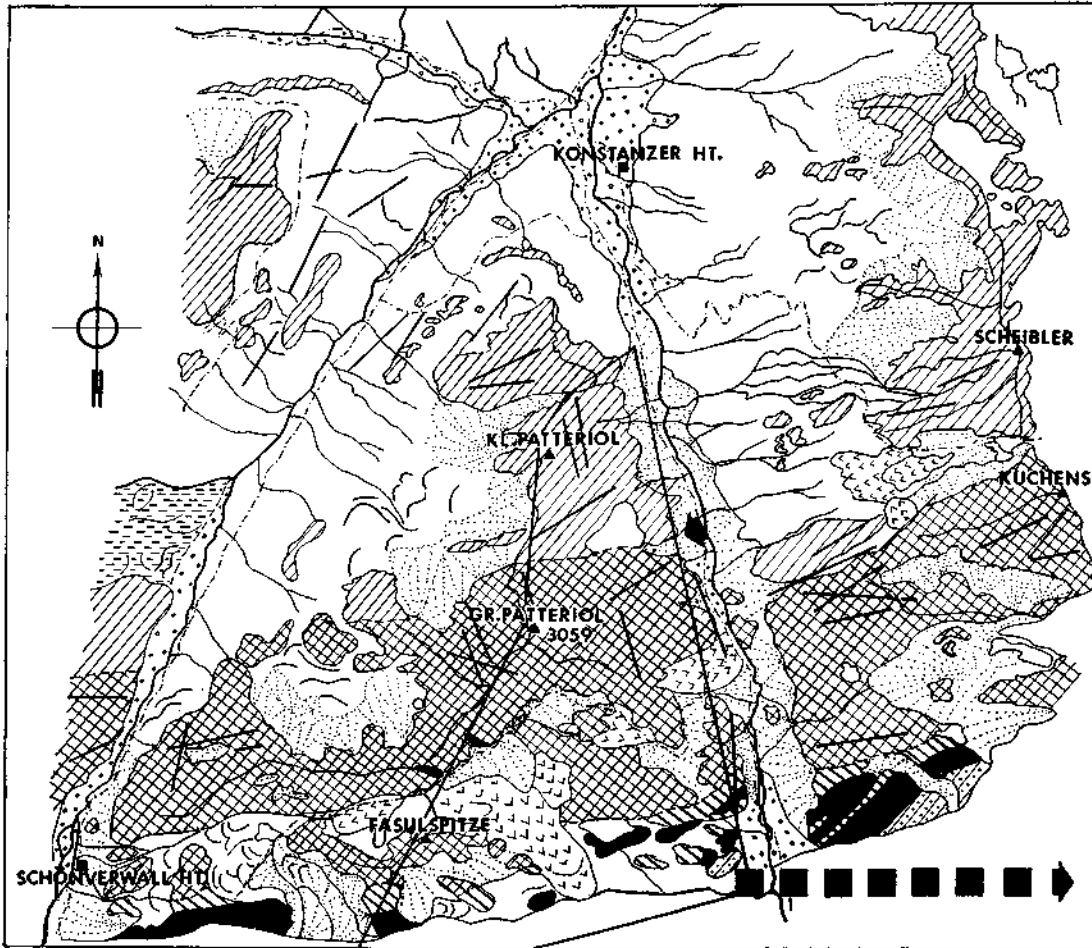 KONSTANZER HT.
N
SCHEIBLER
KL.PATTERIOL
KUCHENS
GR.PATTERIOL
3059
FASULSPITZE
SCHÖNVERWALL HT.